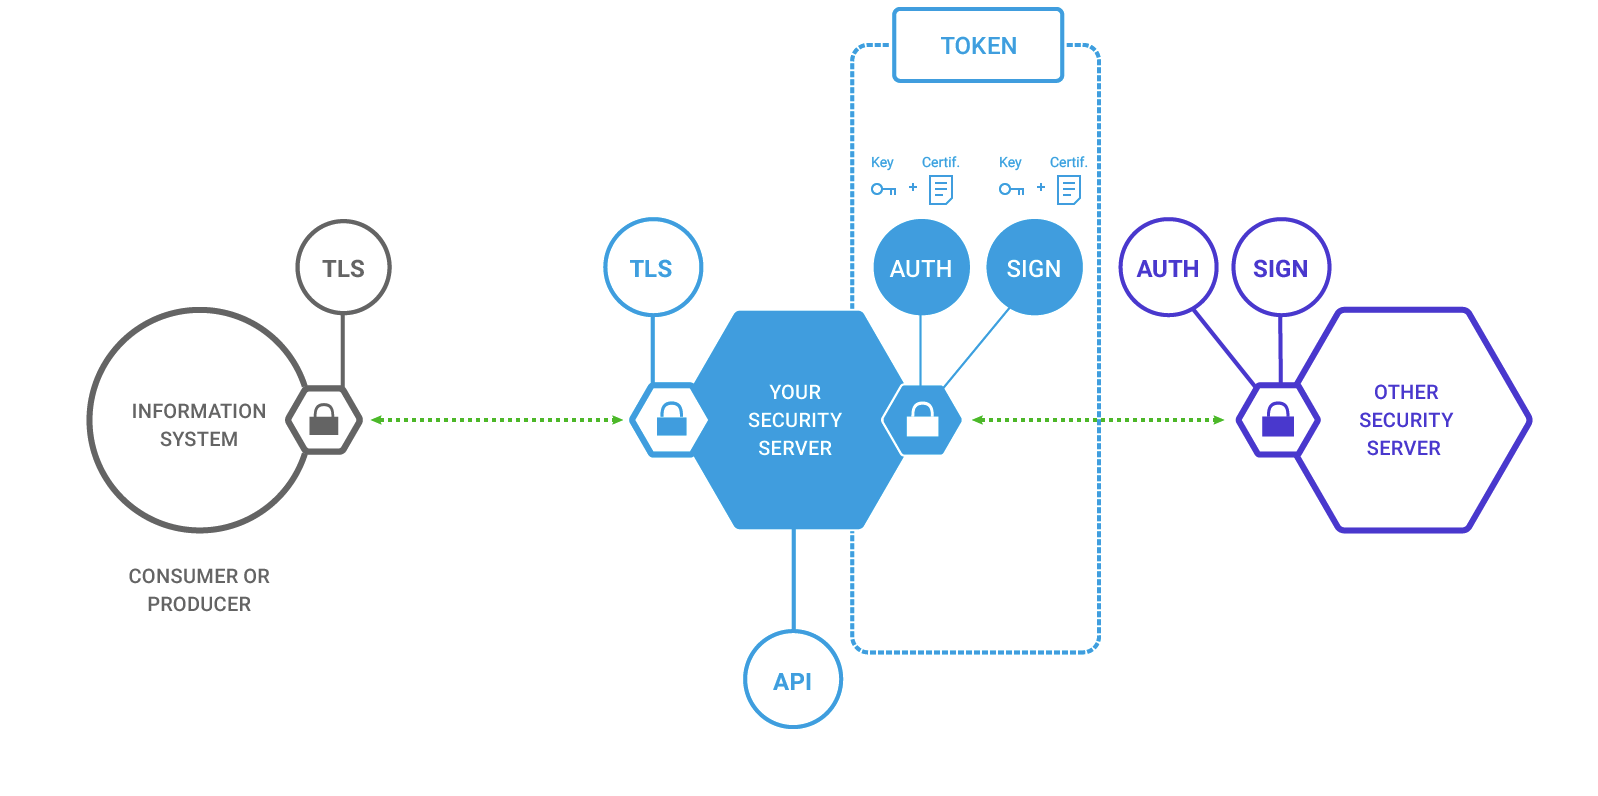 TOKEN
Key Certif. Key Certif.
+ +
TLS TLS AUTH SIGN AUTH SIGN
INFORMATION
SYSTEM
YOUR
SECURITY
SERVER
OTHER
SECURITY
SERVER
CONSUMER OR
PRODUCER
API